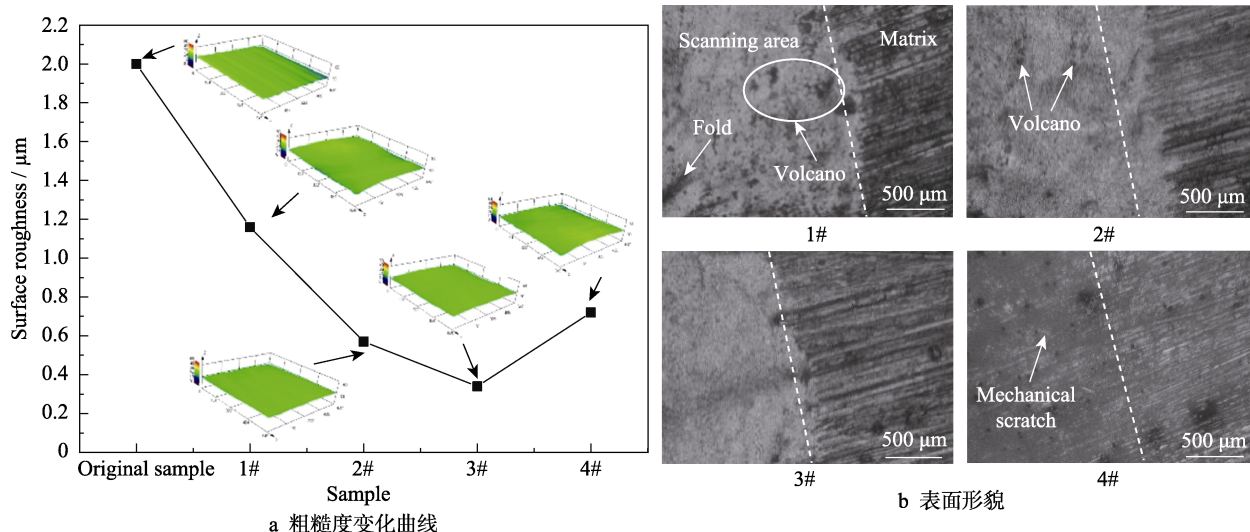 2.2
2.0
1.8
1.6
1.4
1.2
1.0
0.8
0.6
0.4
0.2
0
Surface roughness / μm
Original sample 1# 2# 3# 4#
Sample
a 粗糙度变化曲线
Scanning area
Matrix
Fold
Volcano
500 μm
1#
Volcano
500 μm
2#
500 μm
3#
Mechanical
scratch
500 μm
4#
b 表面形貌